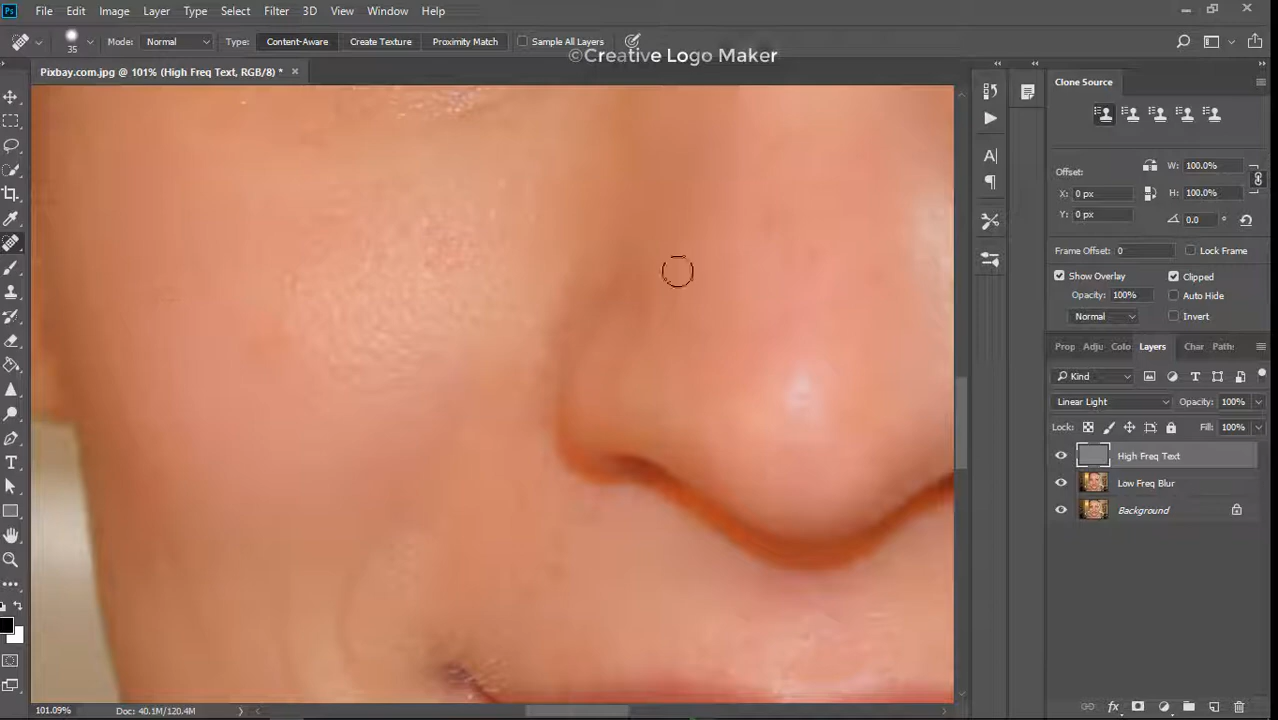 Ps File Edit Image Layer Type Select Filter 3D View Window Help
35 Mode: Normal Type: Content-Aware Create Texture Proximity Match Sample All Layers
©Creative Logo Maker
Pixbay.com.jpg @ 101% (High Freq Text, RGB/8) * ×
Clone Source
Offset: W: 100.0%
X: 0 px H: 100.0%
Y: 0 px 0.0 °
Frame Offset: 0 Lock Frame
Show Overlay Clipped
Opacity: 100% Auto Hide
Normal Invert
Prop Adju Colo Layers Char Path:
Kind
Linear Light Opacity: 100%
Lock: Fill: 100%
High Freq Text
Low Freq Blur
Background
101.09% Doc: 40.1M/120.4M